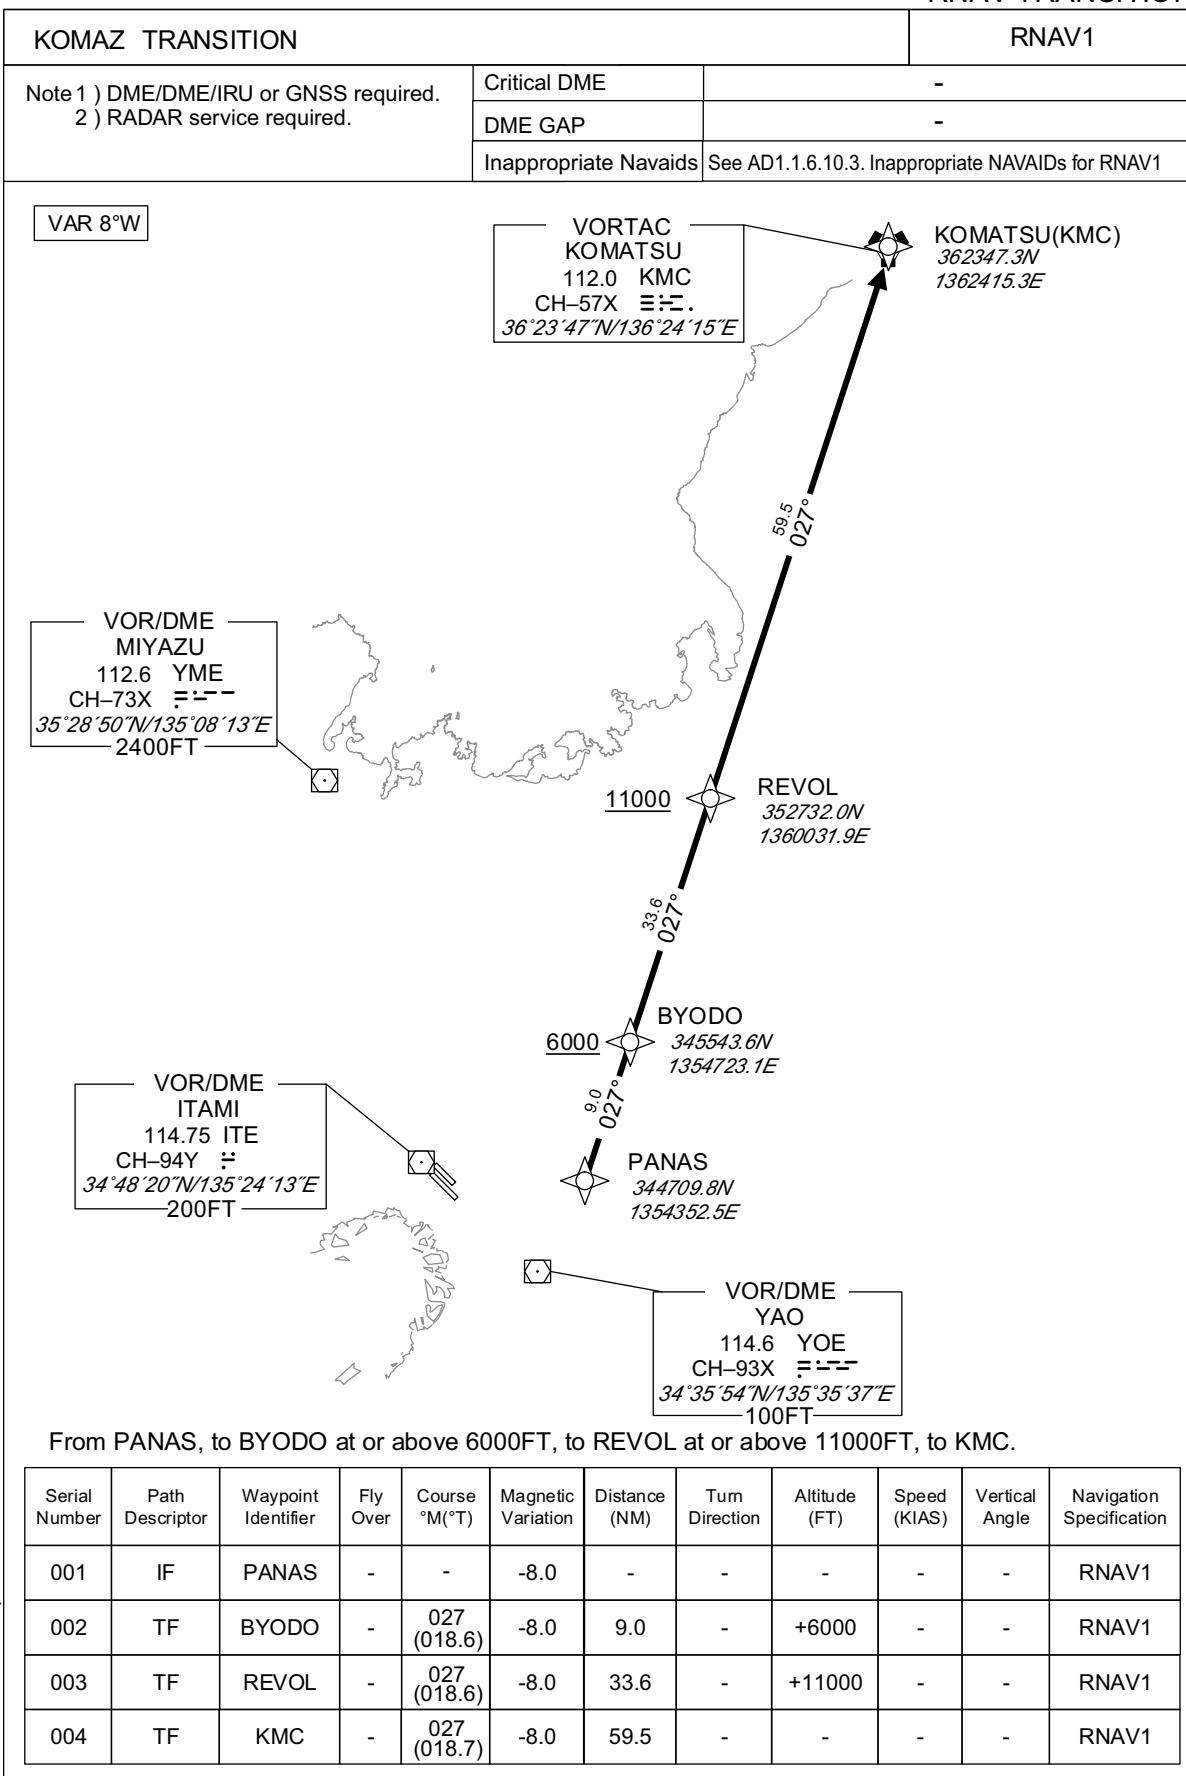 KOMAZ TRANSITION
RNAV1
Note 1 ) DME/DME/IRU or GNSS required.
2 ) RADAR service required.
Critical DME -
DME GAP -
Inappropriate Navaids See AD1.1.6.10.3. Inappropriate NAVAIDs for RNAV1
VAR 8°W
VORTAC
KOMATSU
112.0 KMC
CH–57X
36°23´47˝N/136°24´15˝E
KOMATSU(KMC)
362347.3N
1362415.3E
59.5
027°
VOR/DME
MIYAZU
112.6 YME
CH–73X
35°28´50˝N/135°08´13˝E
2400FT
11000
REVOL
352732.0N
1360031.9E
33.6
027°
6000
BYODO
345543.6N
1354723.1E
9.0
027°
VOR/DME
ITAMI
114.75 ITE
CH–94Y
34°48´20˝N/135°24´13˝E
200FT
PANAS
344709.8N
1354352.5E
VOR/DME
YAO
114.6 YOE
CH–93X
34°35´54˝N/135°35´37˝E
100FT
From PANAS, to BYODO at or above 6000FT, to REVOL at or above 11000FT, to KMC.
Serial Number Path Descriptor Waypoint Identifier Fly Over Course °M(°T) Magnetic Variation Distance (NM) Turn Direction Altitude (FT) Speed (KIAS) Vertical Angle Navigation Specification
001 IF PANAS - - -8.0 - - - - - RNAV1
002 TF BYODO - 027 (018.6) -8.0 9.0 - +6000 - - RNAV1
003 TF REVOL - 027 (018.6) -8.0 33.6 - +11000 - - RNAV1
004 TF KMC - 027 (018.7) -8.0 59.5 - - - - RNAV1